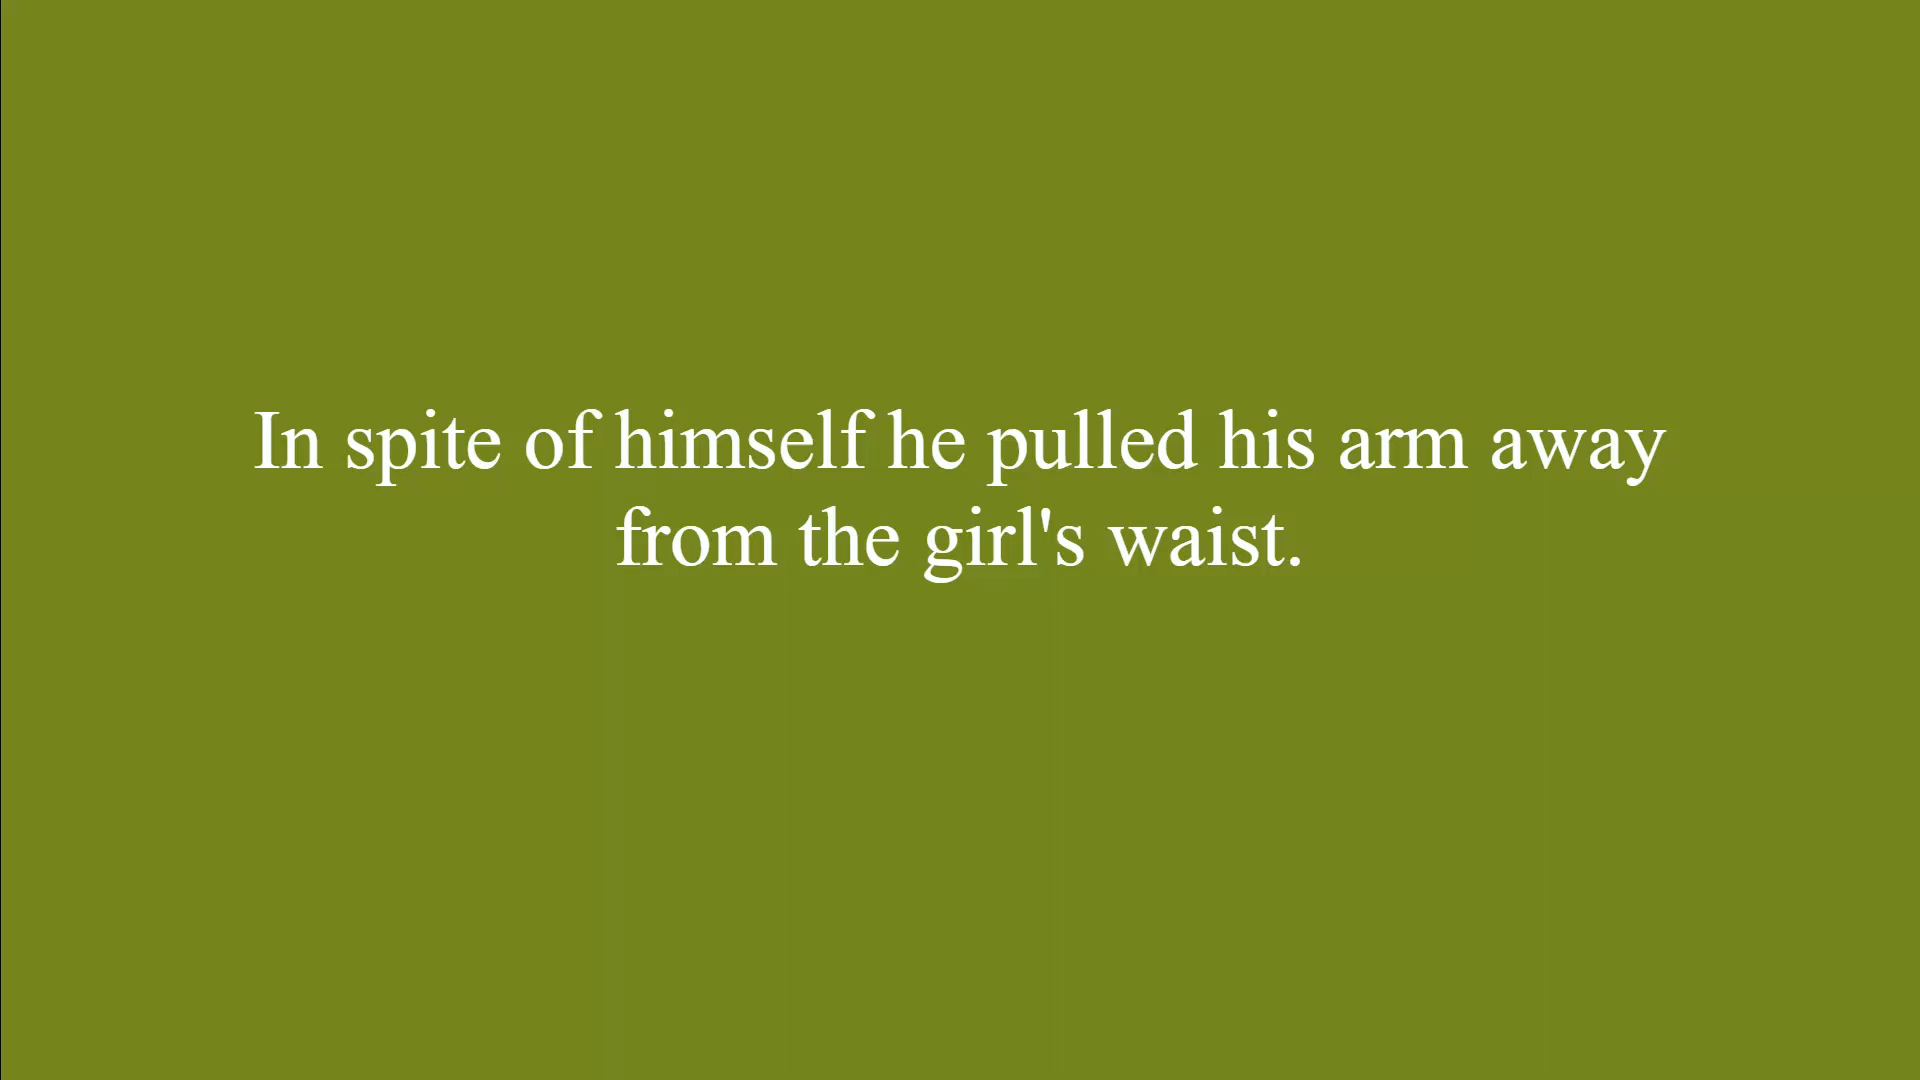 In spite of himself he pulled his arm away
from the girl's waist.